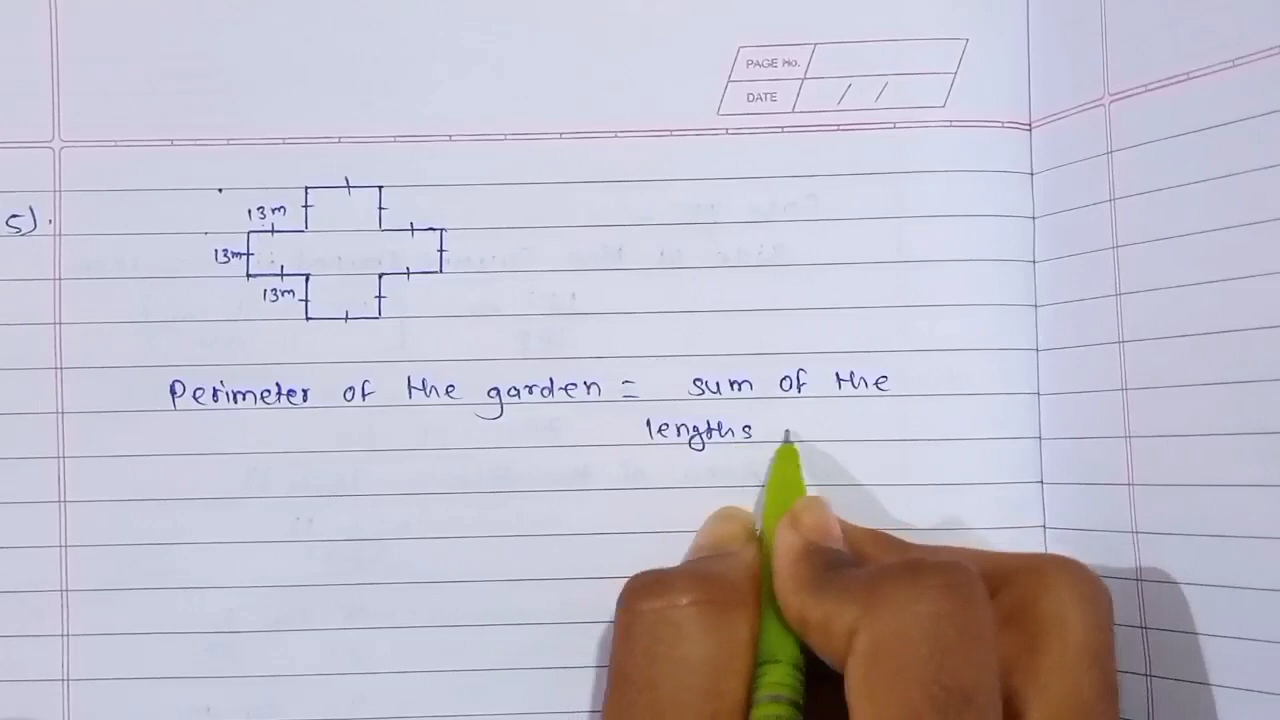 PAGE No.
DATE / /
5).
13m
13m
13m
Perimeter of the garden = sum of the
lengths